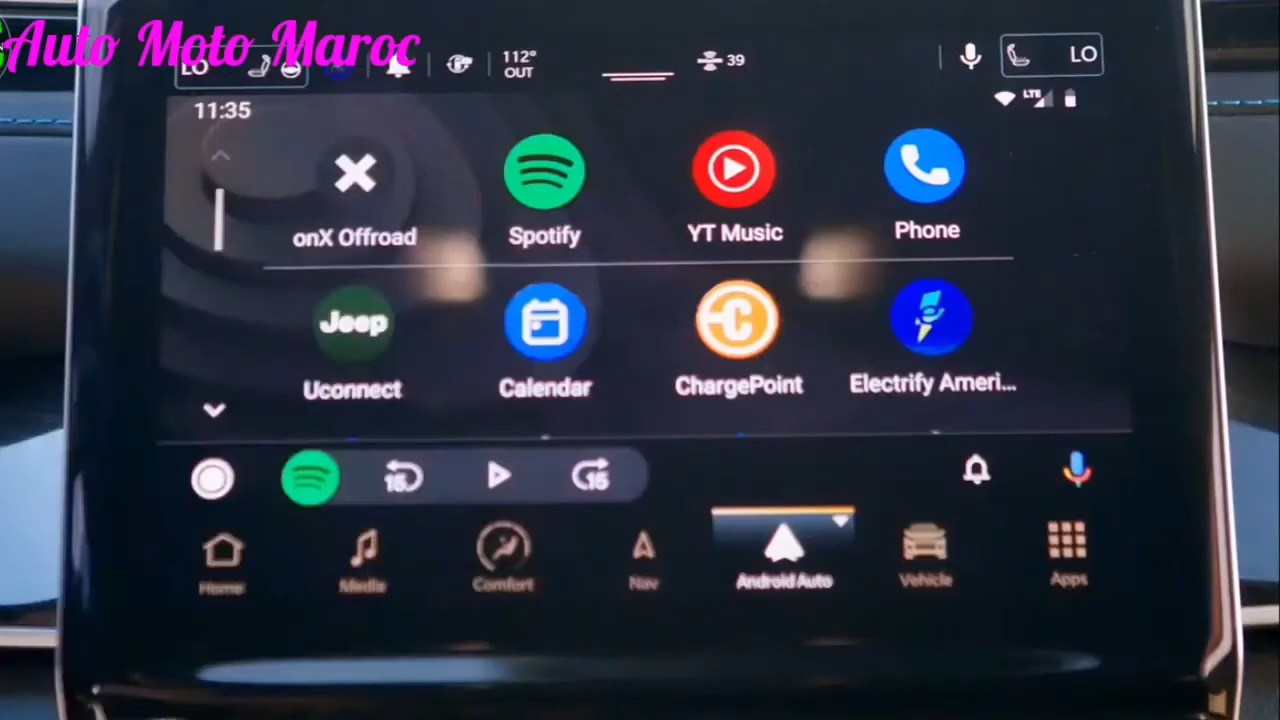 Auto Moto Maroc
LO
112°
OUT
39
LO
11:35
LTE
onX Offroad
Spotify
YT Music
Phone
Jeep
Uconnect
Calendar
ChargePoint
Electrify Ameri...
15
15
Home
Media
Comfort
Nav
Android Auto
Vehicle
Apps